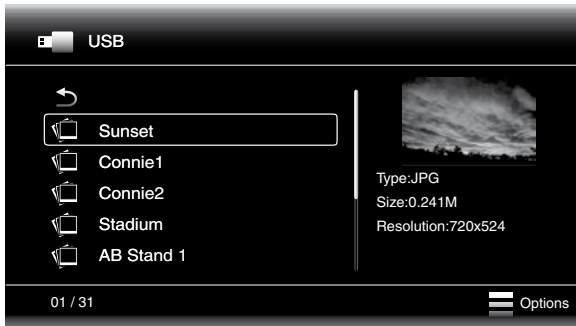 USB
Sunset
Connie1
Connie2
Stadium
AB Stand 1
Type:JPG
Size:0.241M
Resolution:720x524
01 / 31
Options